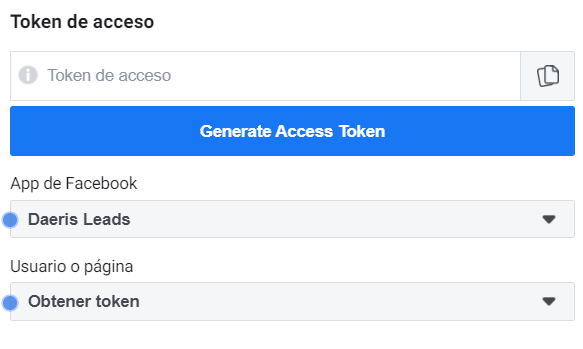 Token de acceso
Token de acceso
Generate Access Token
App de Facebook
Daeris Leads
Usuario o página
Obtener token